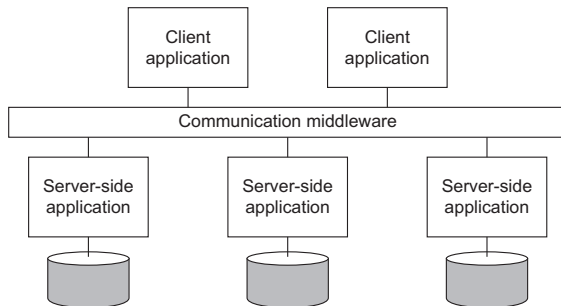 Client
application
Client
application
Communication middleware
Server-side
application
Server-side
application
Server-side
application